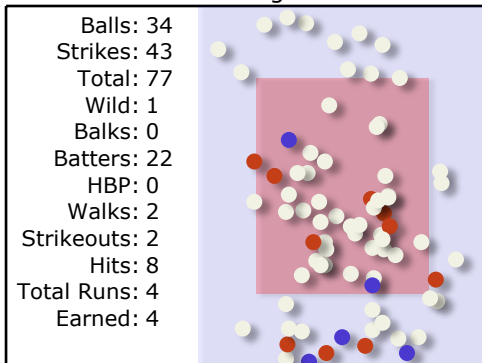 Balls: 34
Strikes: 43
Total: 77
Wild: 1
Balks: 0
Batters: 22
HBP: 0
Walks: 2
Strikeouts: 2
Hits: 8
Total Runs: 4
Earned: 4